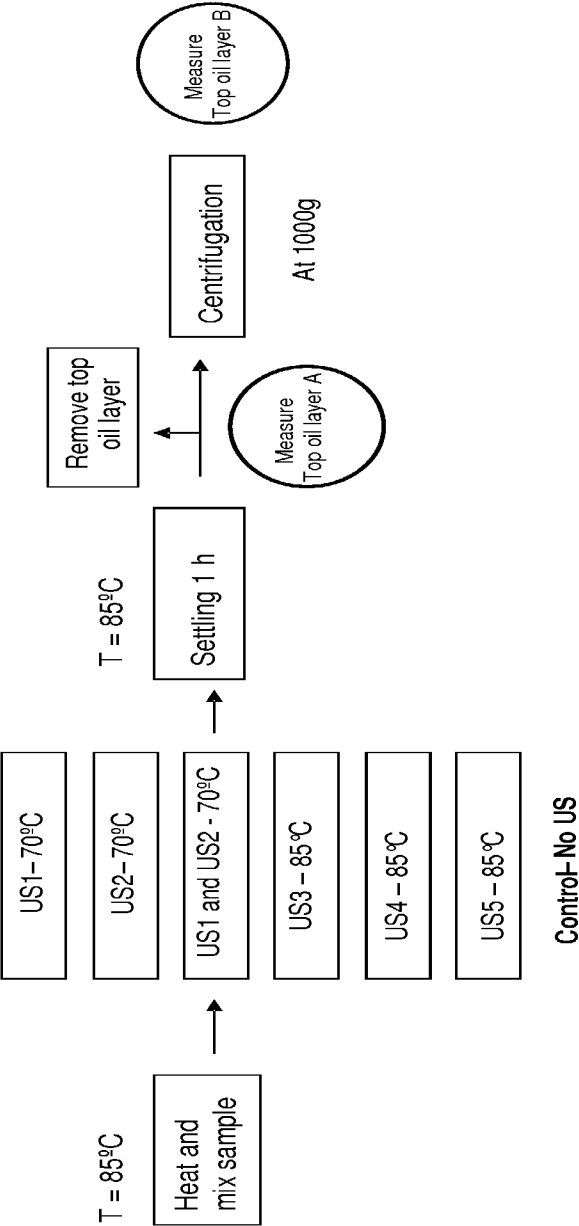 T = 85ºC
Heat and
mix sample
US1– 70ºC
US2– 70ºC
US1 and US2 - 70ºC
US3 – 85ºC
US4 – 85ºC
US5 – 85ºC
Control– No US
T = 85ºC
Settling 1 h
Remove top
oil layer
Measure
Top oil layer A
Centrifugation
At 1000g
Measure
Top oil layer B